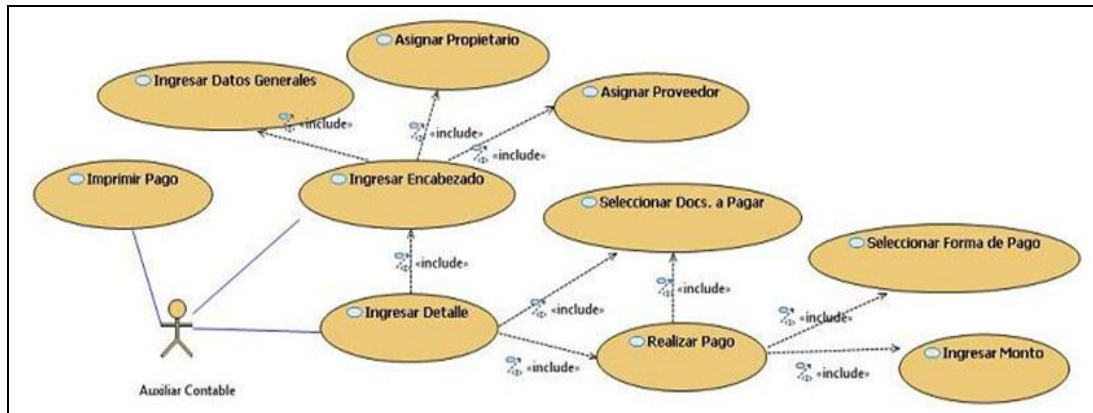 Asignar Propietario
Ingresar Datos Generales
Asignar Proveedor
«include»
«include»
«include»
Imprimir Pago
Ingresar Encabezado
Seleccionar Docs. a Pagar
Seleccionar Forma de Pago
«include»
«include»
«include»
Ingresar Detalle
«include»
Realizar Pago
Ingresar Monto
«include»
«include»
Auxiliar Contable